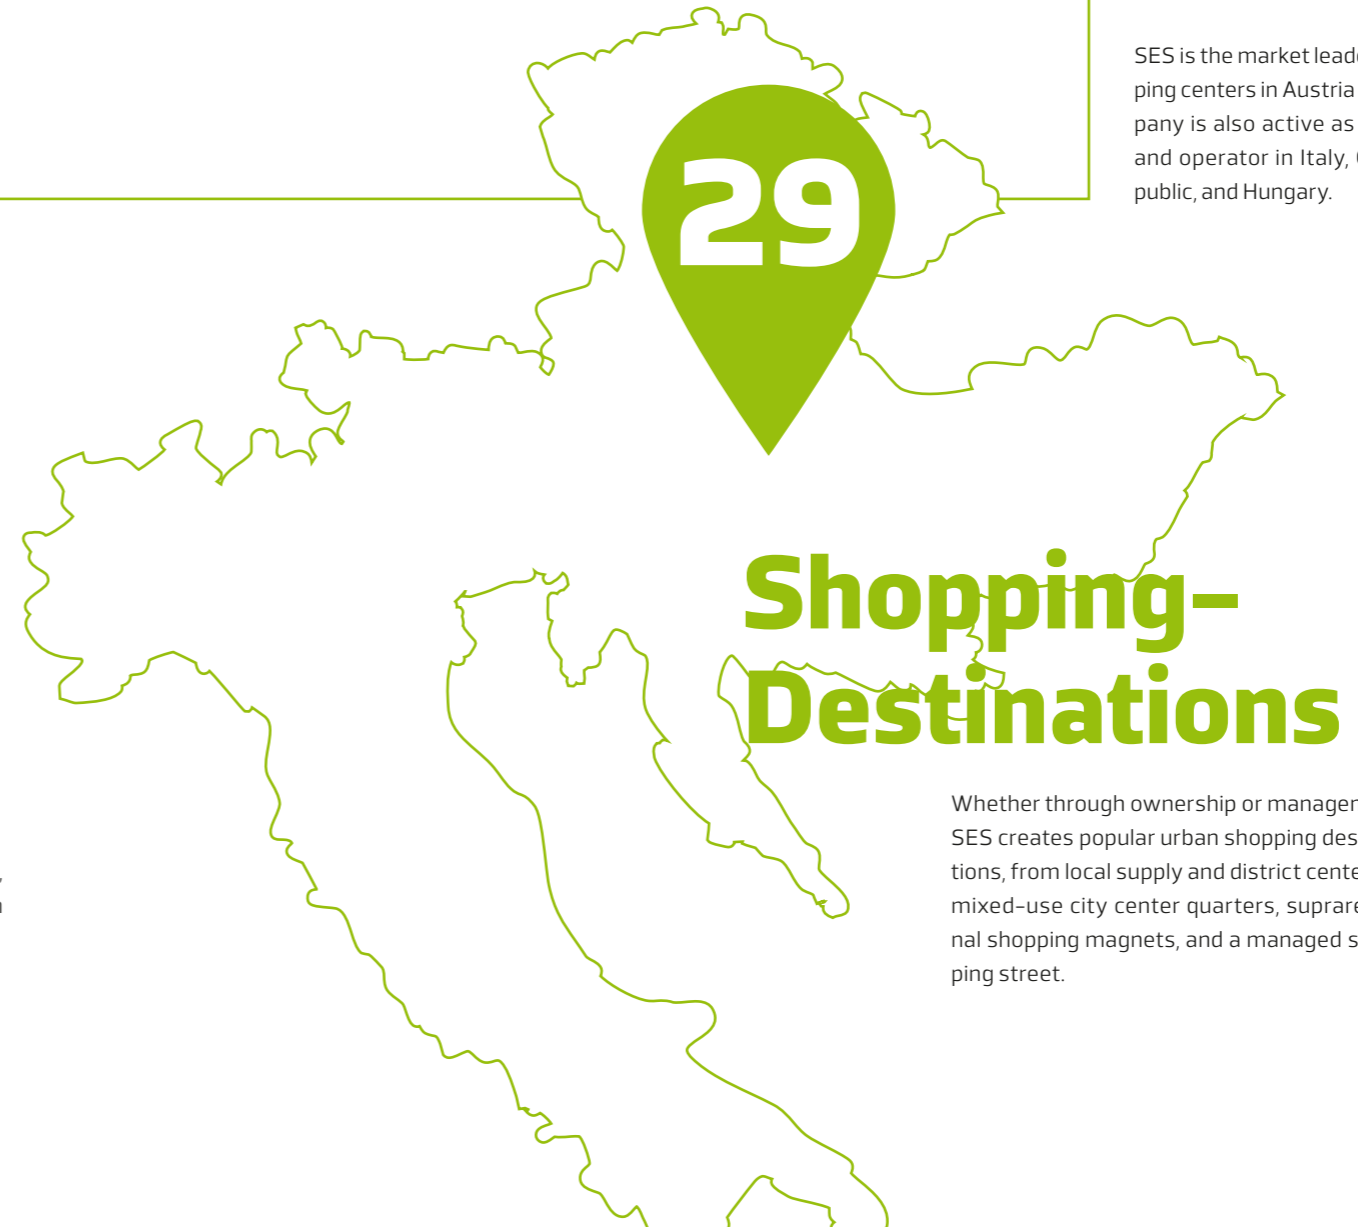 SES is the market lead
ping centers in Austria
pany is also active as
and operator in Italy,
public, and Hungary.
29
Shopping-
Destinations
Whether through ownership or
SES creates popular urban shopping des
tions, from local supply and district cente
mixed-use city center quarters, supra
nal shopping magnets, and a managed s
ping street.